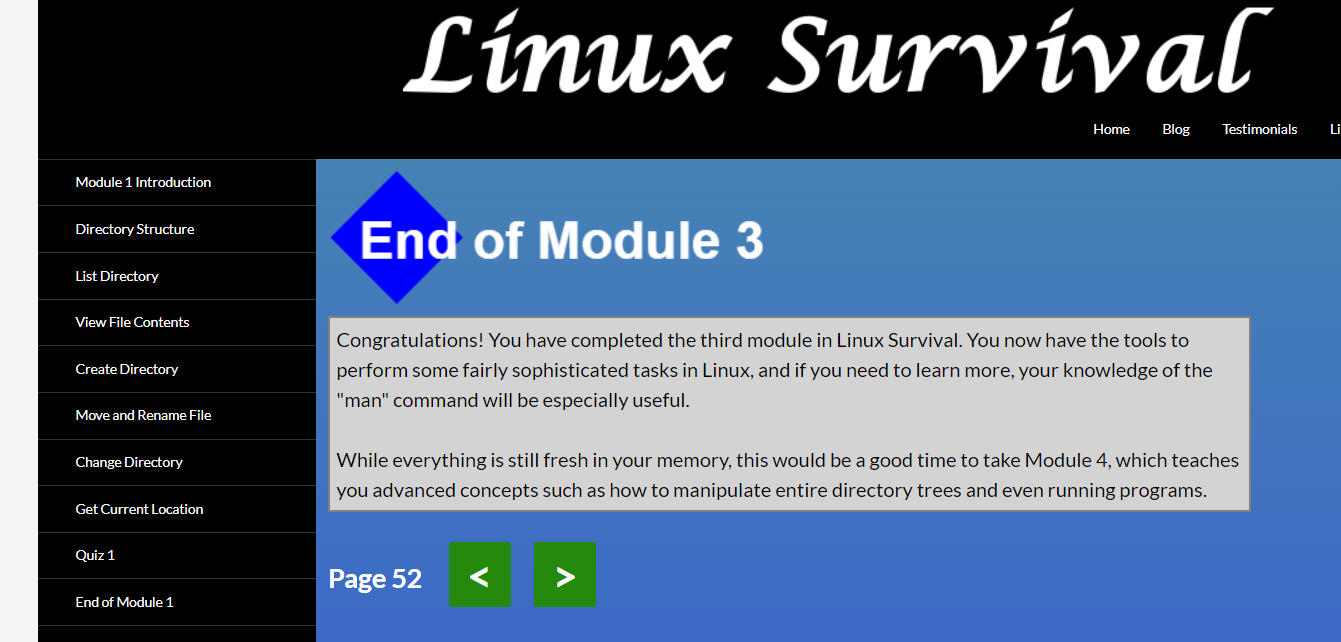 Linux Survival
Home Blog Testimonials
Module 1 Introduction
Directory Structure
List Directory
View File Contents
Create Directory
Move and Rename File
Change Directory
Get Current Location
Quiz 1
End of Module 1
End of Module 3
Congratulations! You have completed the third module in Linux Survival. You now have the tools to
perform some fairly sophisticated tasks in Linux, and if you need to learn more, your knowledge of the
"man" command will be especially useful.
While everything is still fresh in your memory, this would be a good time to take Module 4, which teaches
you advanced concepts such as how to manipulate entire directory trees and even running programs.
Page 52 < >